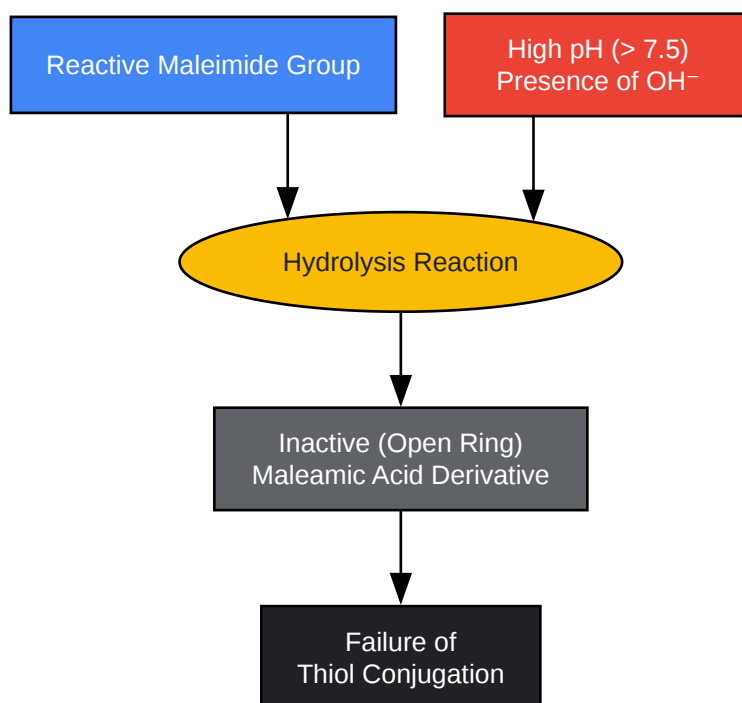 Reactive Maleimide Group
High pH (> 7.5)
Presence of OH⁻
Hydrolysis Reaction
Inactive (Open Ring)
Maleamic Acid Derivative
Failure of
Thiol Conjugation